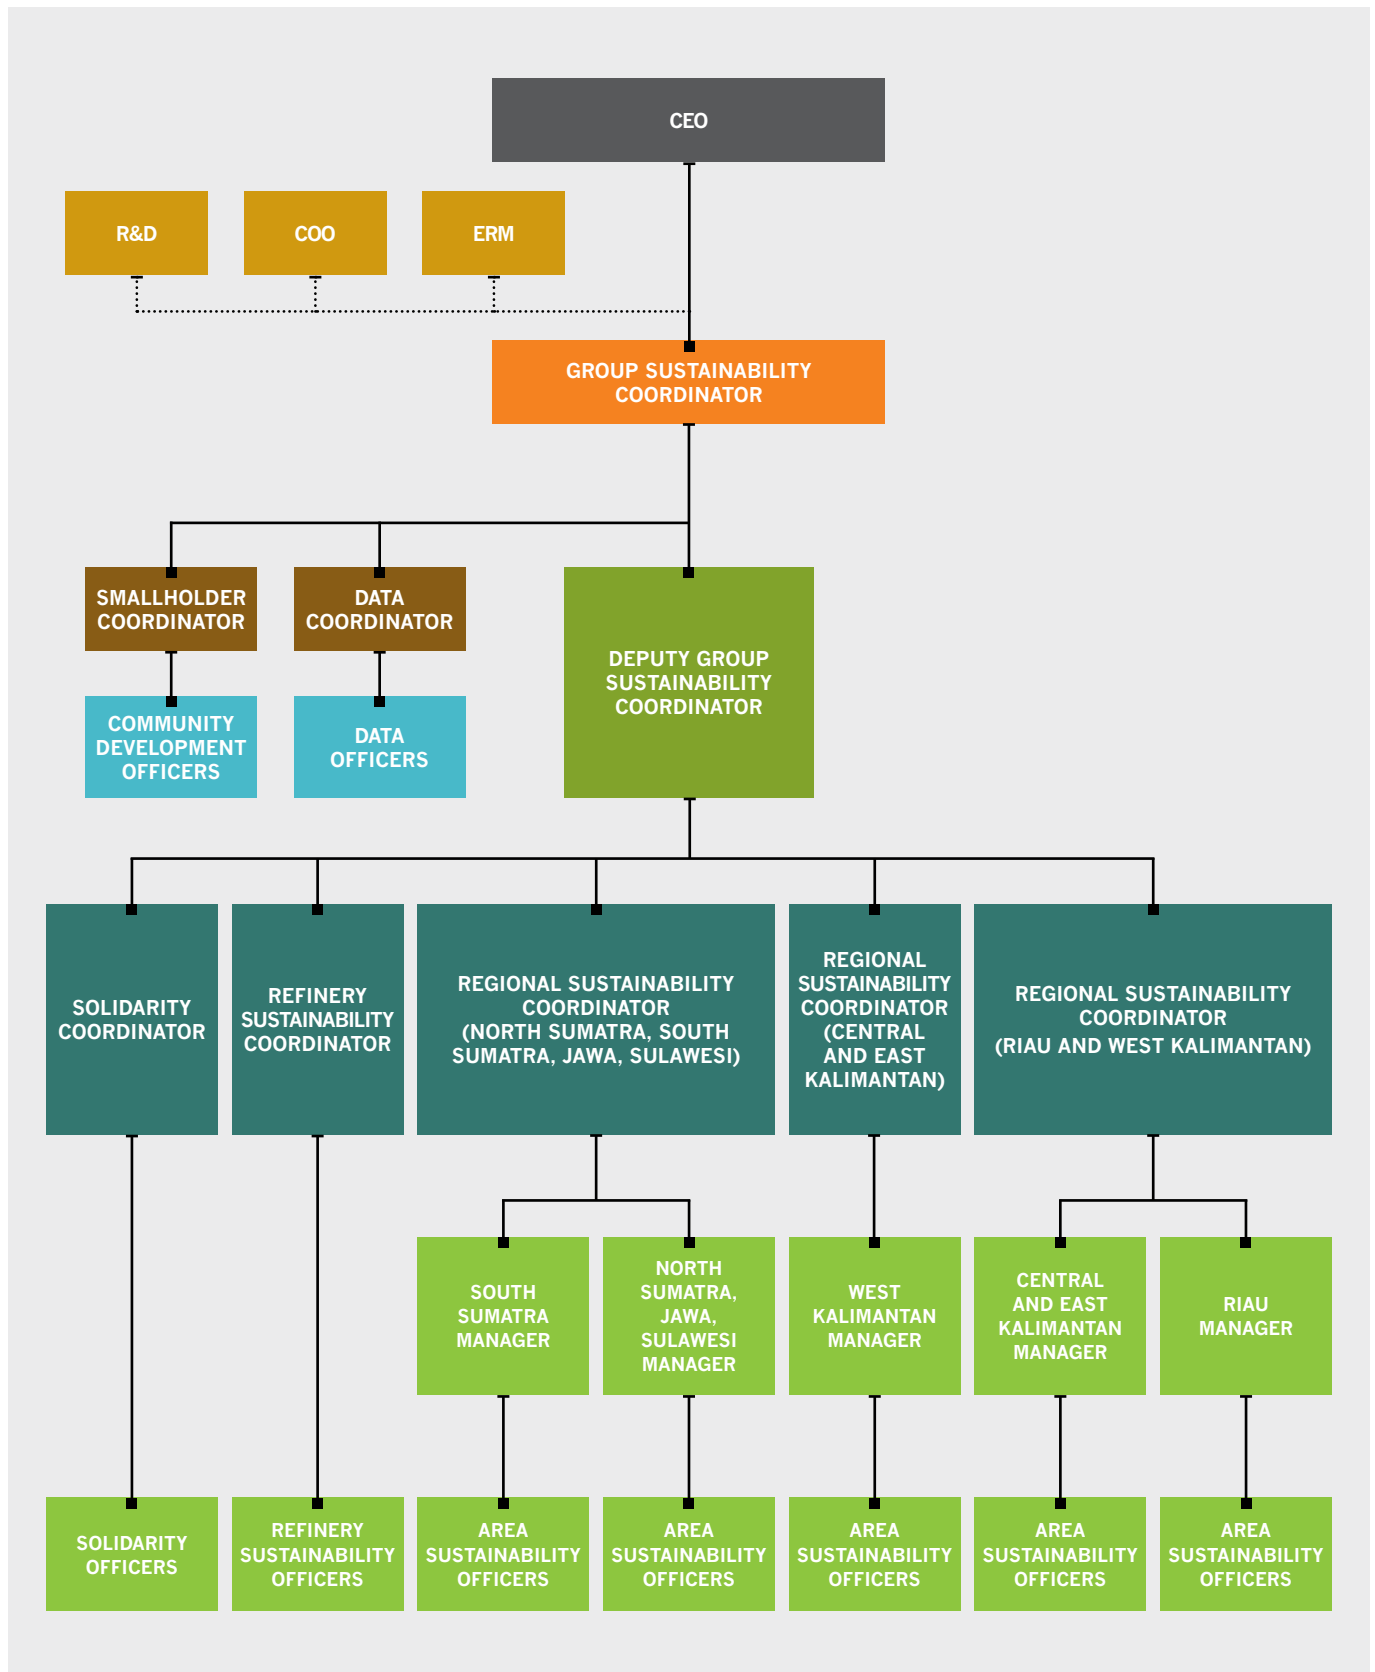 CEO
R&D
COO
ERM
GROUP SUSTAINABILITY
COORDINATOR
SMALLHOLDER
COORDINATOR
DATA
COORDINATOR
DEPUTY GROUP
SUSTAINABILITY
COORDINATOR
COMMUNITY
DEVELOPMENT
OFFICERS
DATA
OFFICERS
SOLIDARITY
COORDINATOR
REFINERY
SUSTAINABILITY
COORDINATOR
REGIONAL SUSTAINABILITY
COORDINATOR
(NORTH SUMATRA, SOUTH
SUMATRA, JAWA, SULAWESI)
REGIONAL
SUSTAINABILITY
COORDINATOR
(CENTRAL
AND EAST
KALIMANTAN)
REGIONAL SUSTAINABILITY
COORDINATOR
(RIAU AND WEST KALIMANTAN)
SOUTH
SUMATRA
MANAGER
NORTH
SUMATRA,
JAWA,
SULAWESI
MANAGER
WEST
KALIMANTAN
MANAGER
CENTRAL
AND EAST
KALIMANTAN
MANAGER
RIAU
MANAGER
SOLIDARITY
OFFICERS
REFINERY
SUSTAINABILITY
OFFICERS
AREA
SUSTAINABILITY
OFFICERS
AREA
SUSTAINABILITY
OFFICERS
AREA
SUSTAINABILITY
OFFICERS
AREA
SUSTAINABILITY
OFFICERS
AREA
SUSTAINABILITY
OFFICERS